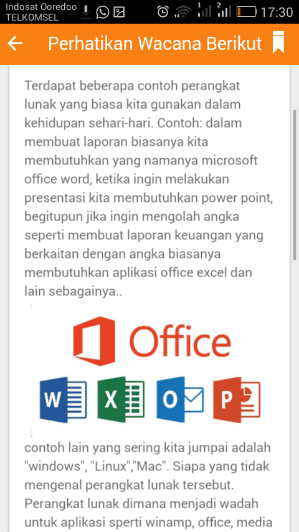 Indosat Ooredoo
TELKOMSEL
17:30
Perhatikan Wacana Berikut
Terdapat beberapa contoh perangkat
lunak yang biasa kita gunakan dalam
kehidupan sehari-hari. Contoh: dalam
membuat laporan biasanya kita
membutuhkan yang namanya microsoft
office word, ketika ingin melakukan
presentasi kita membutuhkan power point,
begitupun jika ingin mengolah angka
seperti membuat laporan keuangan yang
berkaitan dengan angka biasanya
membutuhkan aplikasi office excel dan
lain sebagainya..
Office
W X O P
contoh lain yang sering kita jumpai adalah
"windows", "Linux","Mac". Siapa yang tidak
mengenal perangkat lunak tersebut.
Perangkat lunak dimana menjadi wadah
untuk aplikasi sperti winamp, office, media